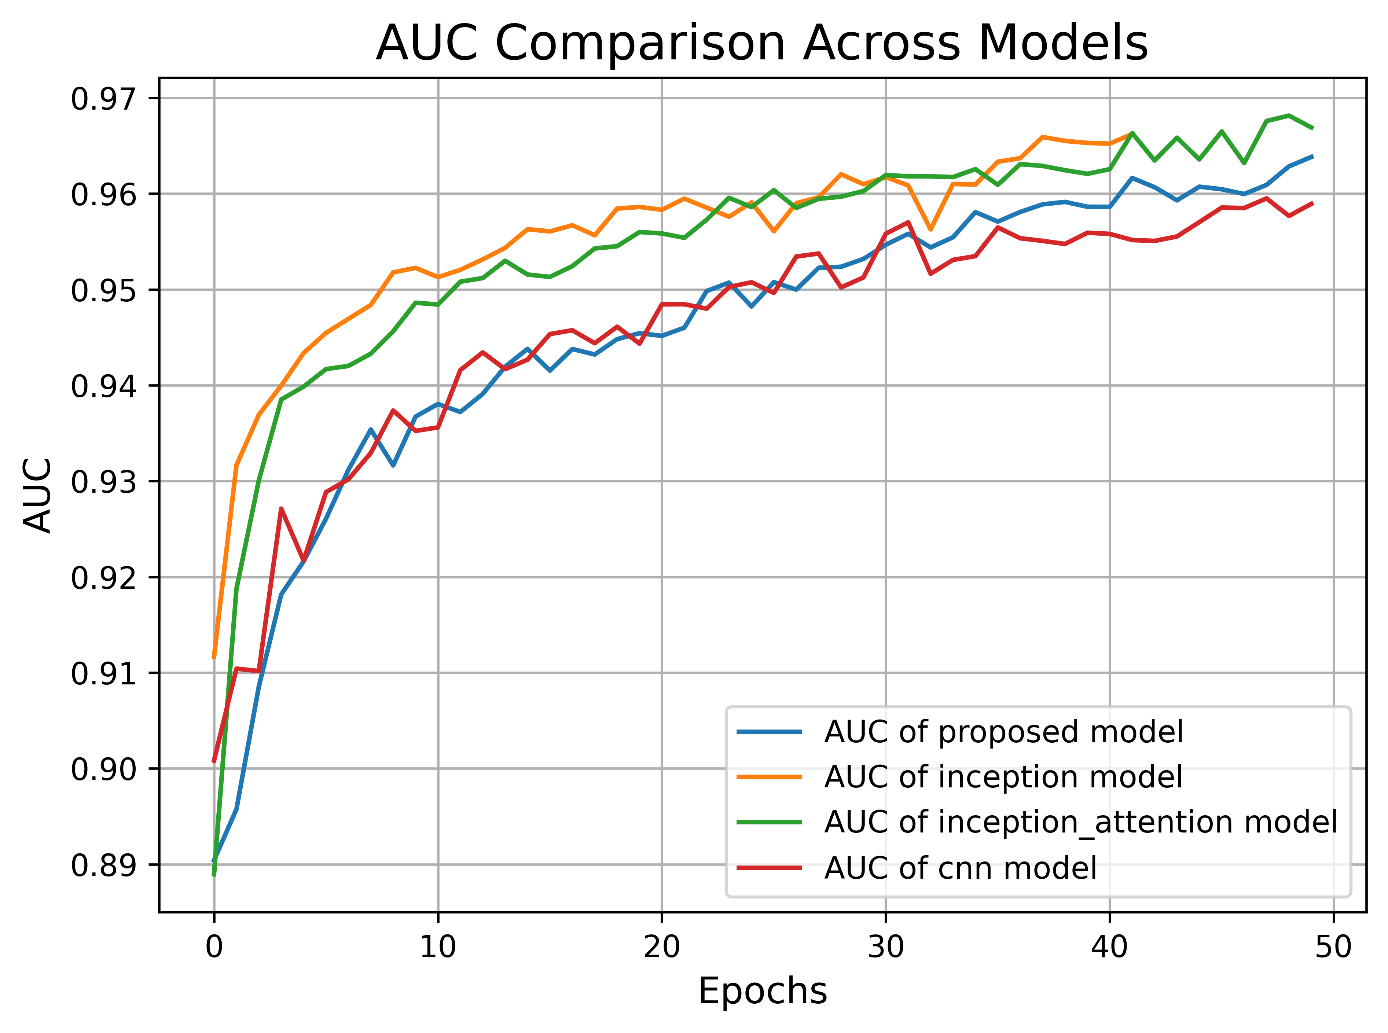 AUC Comparison Across Models
0.97
0.96
0.95
0.94
0.93
0.92
0.91
0.90
0.89
AUC
0 10 20 30 40 50
Epochs
AUC of proposed model
AUC of inception model
AUC of inception_attention model
AUC of cnn model